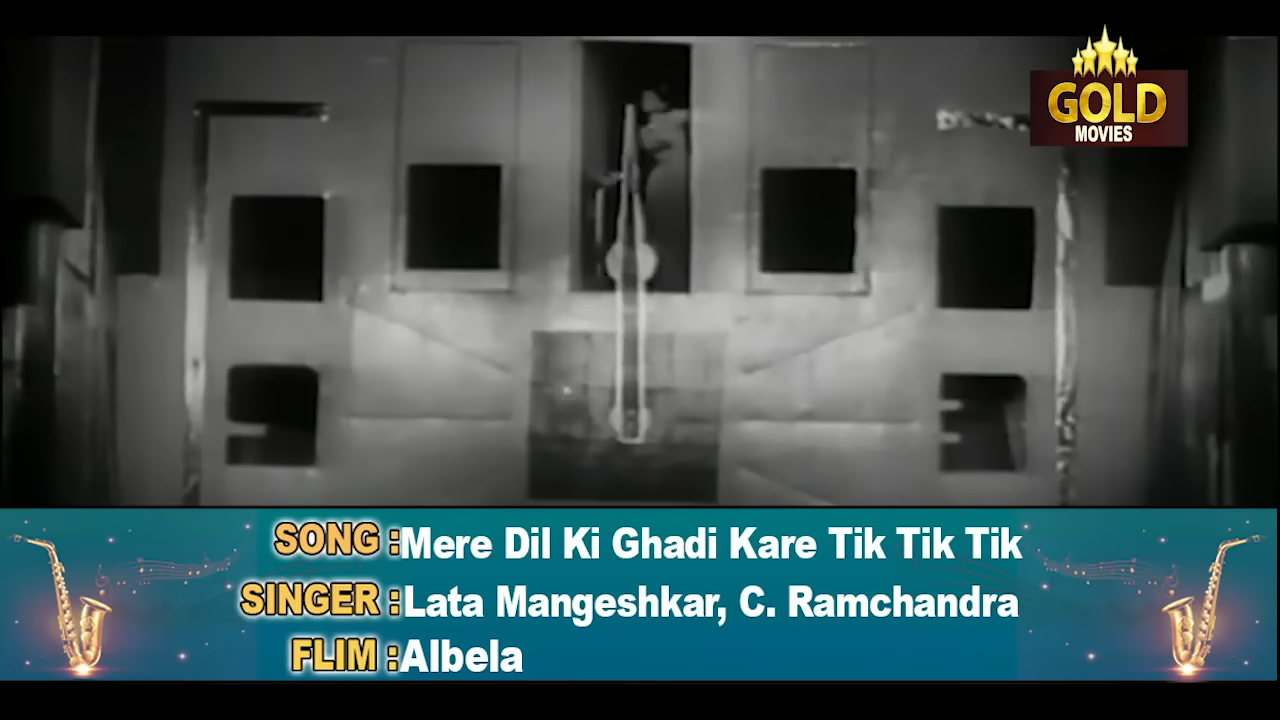 GOLD
MOVIES
SONG :Mere Dil Ki Ghadi Kare Tik Tik Tik
SINGER :Lata Mangeshkar, C. Ramchandra
FLIM :Albela